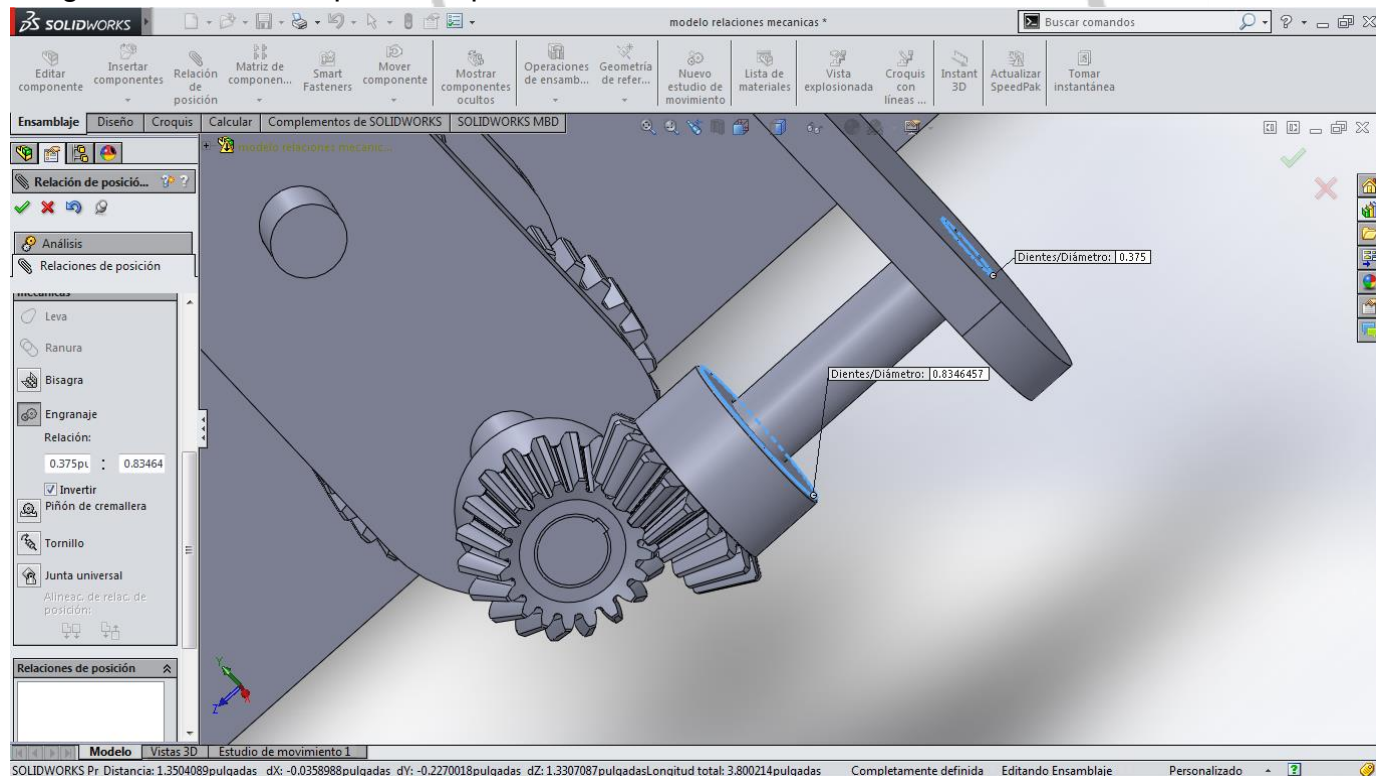 SOLIDWORKS
modelo relaciones mecanicas *
Buscar comandos
Editar componente
Insertar componentes
Relación de posición
Matriz de componen...
Smart Fasteners
Mover componente
Mostrar componentes ocultos
Operaciones de ensamb...
Geometría de refer...
Nuevo estudio de movimiento
Lista de materiales
Vista explosionada
Croquis con líneas ...
Instant 3D
Actualizar SpeedPak
Tomar instantánea
Ensamblaje Diseño Croquis Calcular Complementos de SOLIDWORKS SOLIDWORKS MBD
modelo relaciones mecanic...
Relación de posició...
Análisis
Relaciones de posición
mecánicas
Leva
Ranura
Bisagra
Engranaje
Relación:
0.375pu : 0.83464
Invertir
Piñón de cremallera
Tornillo
Junta universal
Alineac. de relac. de posición:
Relaciones de posición
Dientes/Diámetro: 0.375
Dientes/Diámetro: 0.8346457
Y
Z
Modelo Vistas 3D Estudio de movimiento 1
SOLIDWORKS Pr Distancia: 1.3504089pulgadas dX: -0.0358988pulgadas dY: -0.2270018pulgadas dZ: 1.3307087pulgadasLongitud total: 3.800214pulgadas Completamente definida Editando Ensamblaje Personalizado